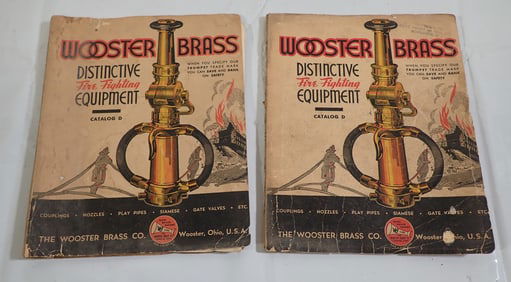 WOOSTER BRASS
DISTINCTIVE
Fire Fighting
EQUIPMENT
CATALOG D
WHEN YOU SPECIFY OUR
TRUMPET TRADE MARK
YOU CAN SAVE AND BANK
ON SAFETY
COUPLINGS • NOZZLES • PLAY PIPES • SIAMESE • GATE VALVES • ETC.
THE WOOSTER BRASS CO. Wooster, Ohio, U.S.A.
WOOSTER BRASS
DISTINCTIVE
Fire Fighting
EQUIPMENT
CATALOG D
WHEN YOU SPECIFY OUR
TRUMPET TRADE MARK
YOU CAN SAVE AND BANK
ON SAFETY
COUPLINGS • NOZZLES • PLAY PIPES • SIAMESE • GATE VALVES • ETC.
THE WOOSTER BRASS CO. Wooster, Ohio, U.S.A.